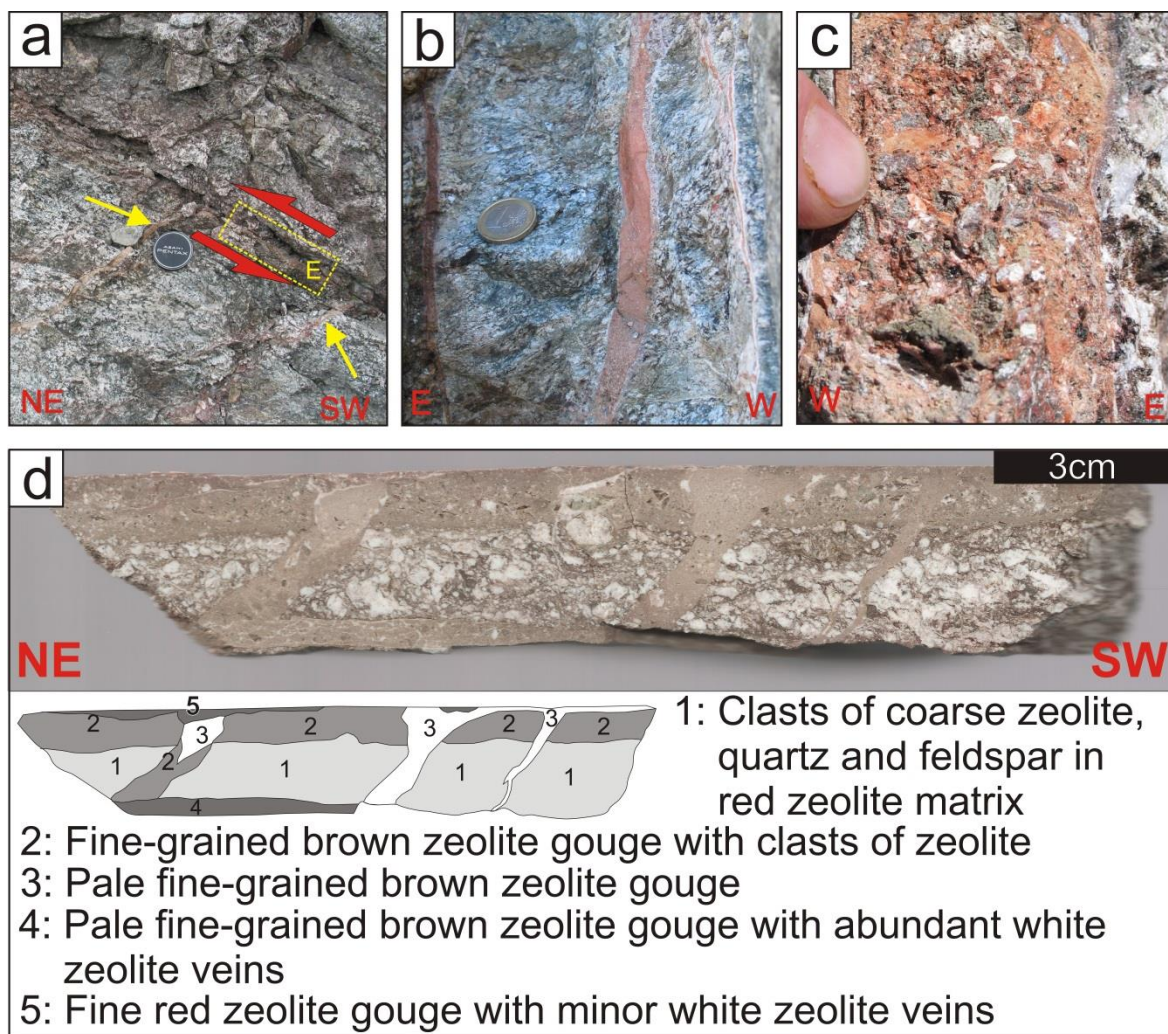 a
b
c
E
ASAHI
PENTAX
NE
SW
E
W
W
E
d
3cm
NE
SW
5
2
3
2
3
2
3
2
1
2
1
1
1
4
1: Clasts of coarse zeolite,
quartz and feldspar in
red zeolite matrix
2: Fine-grained brown zeolite gouge with clasts of zeolite
3: Pale fine-grained brown zeolite gouge
4: Pale fine-grained brown zeolite gouge with abundant white
zeolite veins
5: Fine red zeolite gouge with minor white zeolite veins